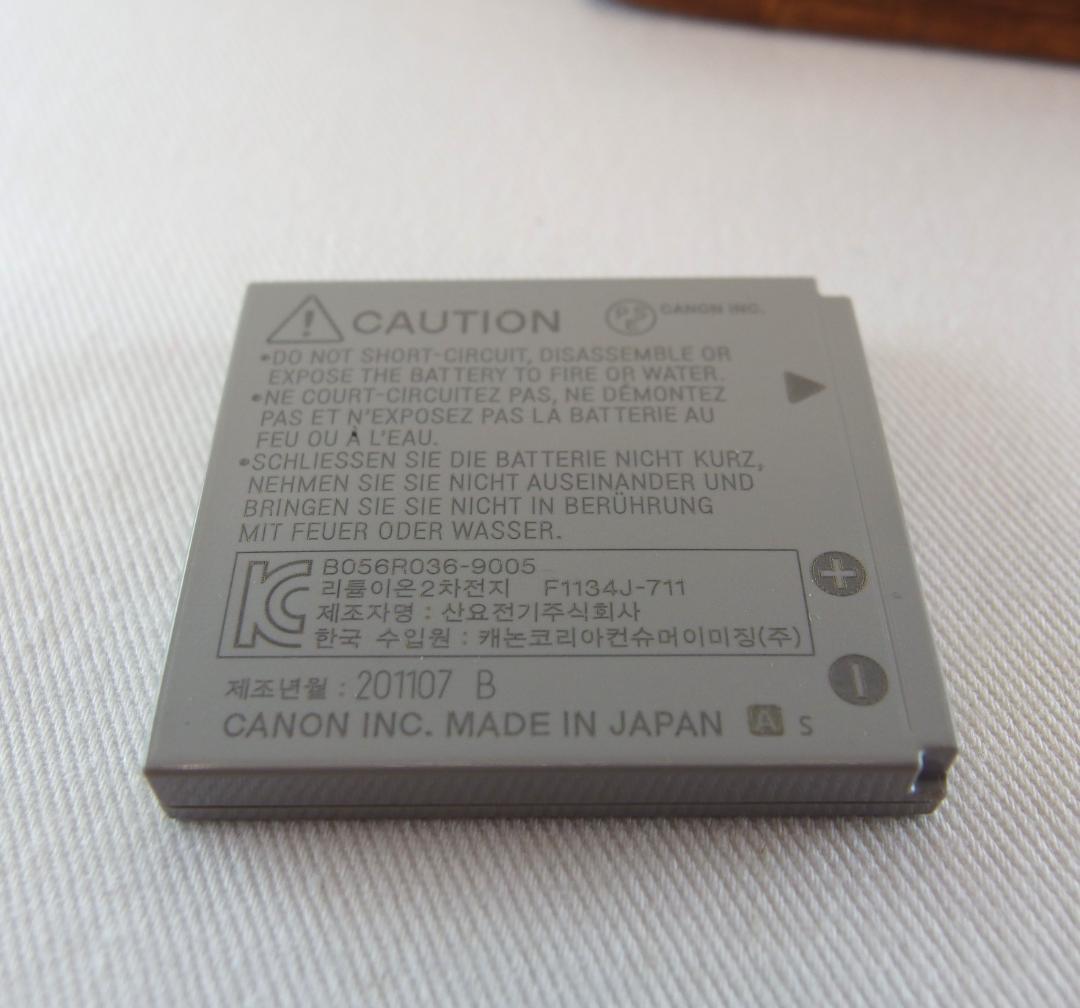 CAUTION PS E CANON INC.
•DO NOT SHORT-CIRCUIT, DISASSEMBLE OR
EXPOSE THE BATTERY TO FIRE OR WATER.
•NE COURT-CIRCUITEZ PAS, NE DÉMONTEZ
PAS ET N'EXPOSEZ PAS LA BATTERIE AU
FEU OU À L'EAU.
•SCHLIESSEN SIE DIE BATTERIE NICHT KURZ,
NEHMEN SIE SIE NICHT AUSEINANDER UND
BRINGEN SIE SIE NICHT IN BERÜHRUNG
MIT FEUER ODER WASSER.
B056R036-9005
리튬이온2차전지 F1134J-711
제조자명 : 산요전기주식회사
한국 수입원 : 캐논코리아컨슈머이미징(주)
제조년월 : 201107 B
CANON INC. MADE IN JAPAN A S